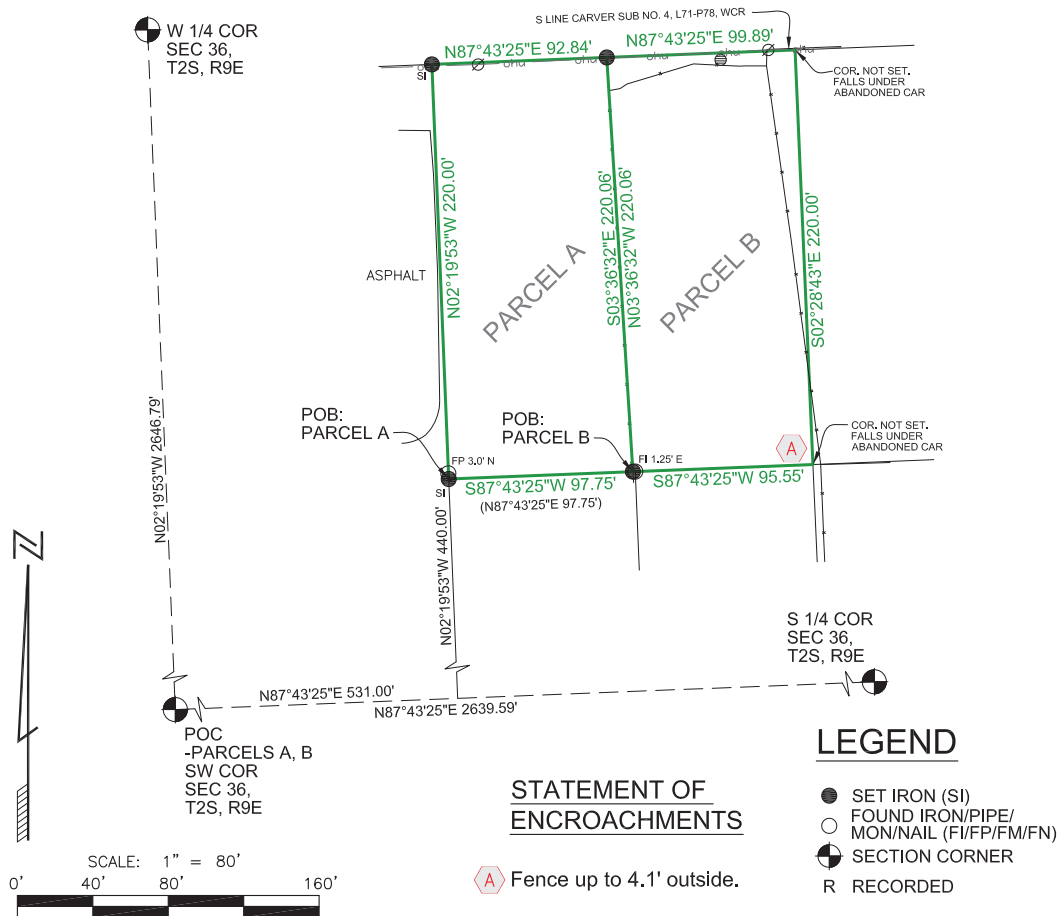 W 1/4 COR
SEC 36,
T2S, R9E
S LINE CARVER SUB NO. 4, L71-P78, WCR
N87°43'25"E 92.84'
N87°43'25"E 99.89'
ohu
ohu
ohu
ohu
SI
COR. NOT SET.
FALLS UNDER
ABANDONED CAR
N02°19'53"W 220.00'
S03°36'32"E 220.06'
N03°36'32"W 220.06'
S02°28'43"E 220.00'
ASPHALT
PARCEL A
PARCEL B
N02°19'53"W 2646.79'
POB:
PARCEL A
POB:
PARCEL B
COR. NOT SET.
FALLS UNDER
ABANDONED CAR
A
FP 3.0' N
FI 1.25' E
SI
S87°43'25"W 97.75'
(N87°43'25"E 97.75')
S87°43'25"W 95.55'
N02°19'53"W 440.00'
S 1/4 COR
SEC 36,
T2S, R9E
N87°43'25"E 531.00'
N87°43'25"E 2639.59'
POC
-PARCELS A, B
SW COR
SEC 36,
T2S, R9E
N
SCALE: 1" = 80'
0' 40' 80' 160'
STATEMENT OF
ENCROACHMENTS
A Fence up to 4.1' outside.
LEGEND
SET IRON (SI)
FOUND IRON/PIPE/
MON/NAIL (FI/FP/FM/FN)
SECTION CORNER
R RECORDED